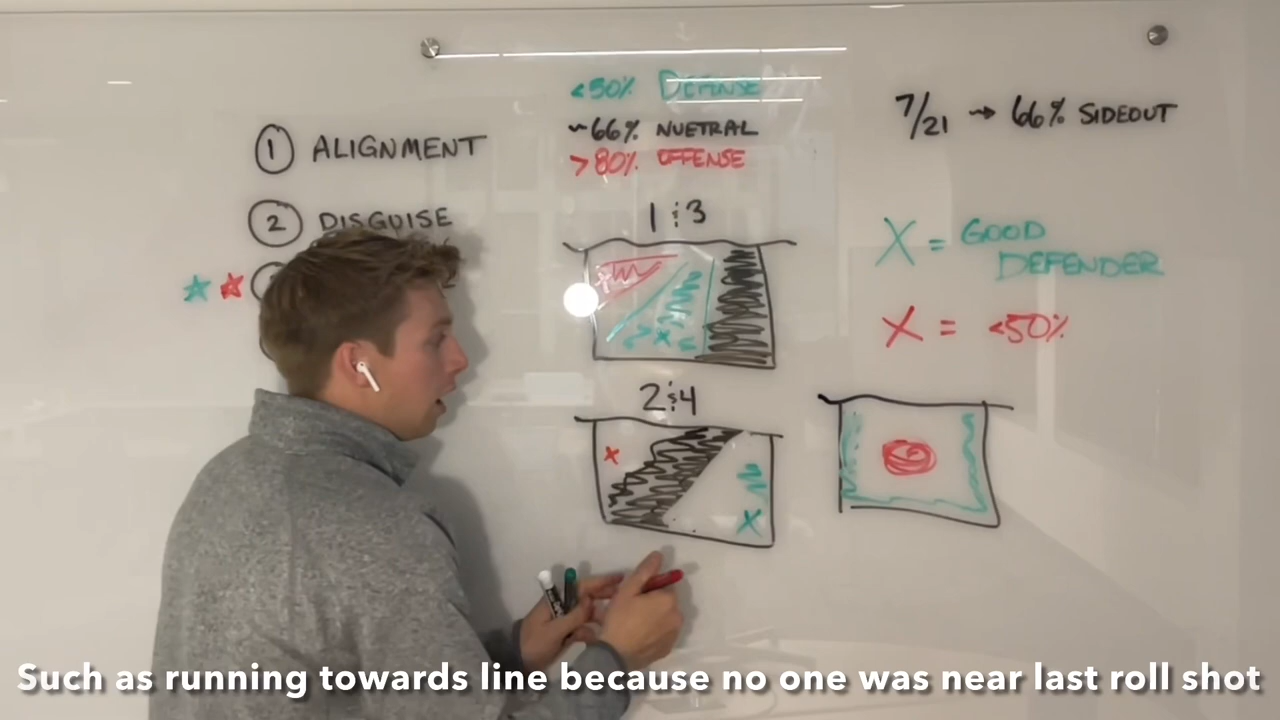 <50% DEFENSE
~66% NUETRAL
>80% OFFENSE
7/21 → 66% SIDEOUT
① ALIGNMENT
② DISGUISE
1 & 3
X = GOOD
DEFENDER
X = <50%
X
2 & 4
X
X
Such as running towards line because no one was near last roll shot